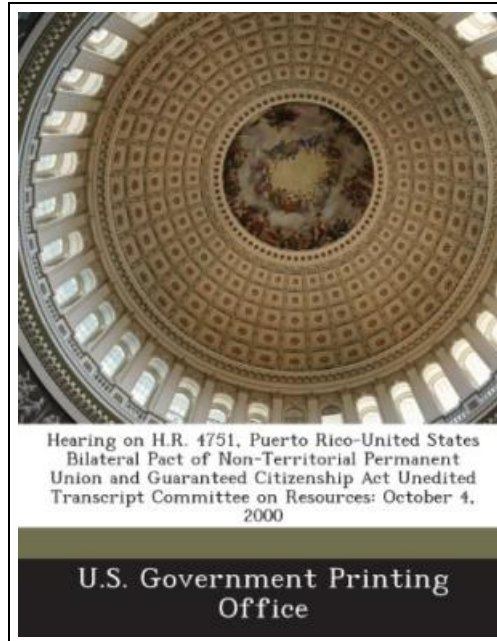 Hearing on H.R. 4751, Puerto Rico-United States
Bilateral Pact of Non-Territorial Permanent
Union and Guaranteed Citizenship Act Unedited
Transcript Committee on Resources: October 4,
2000
U.S. Government Printing
Office